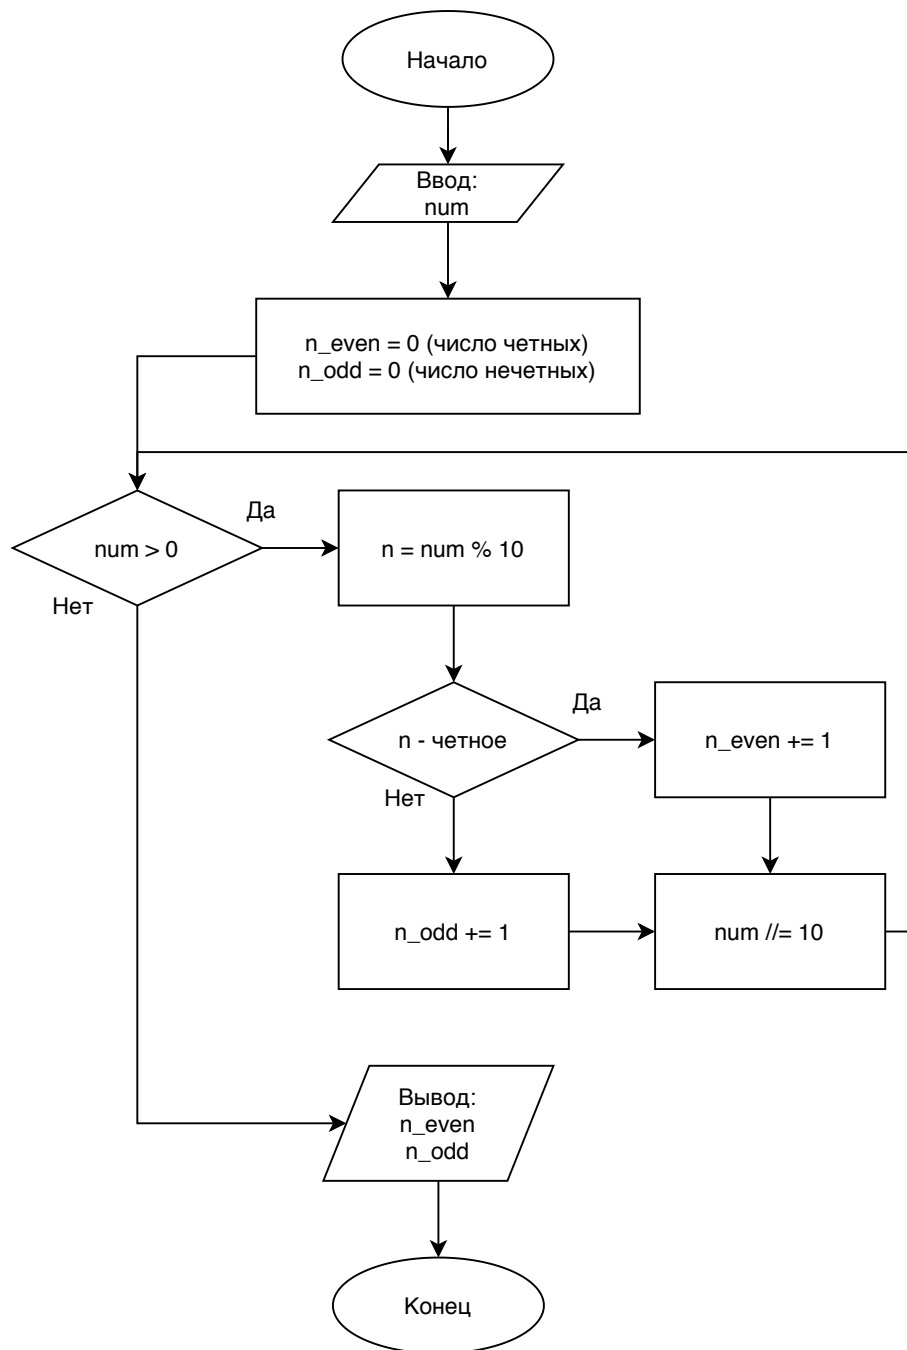 Начало
Ввод:
num
n_even = 0 (число четных)
n_odd = 0 (число нечетных)
num > 0
Да
Нет
n = num % 10
n - четное
Да
Нет
n_even += 1
n_odd += 1
num //= 10
Вывод:
n_even
n_odd
Конец